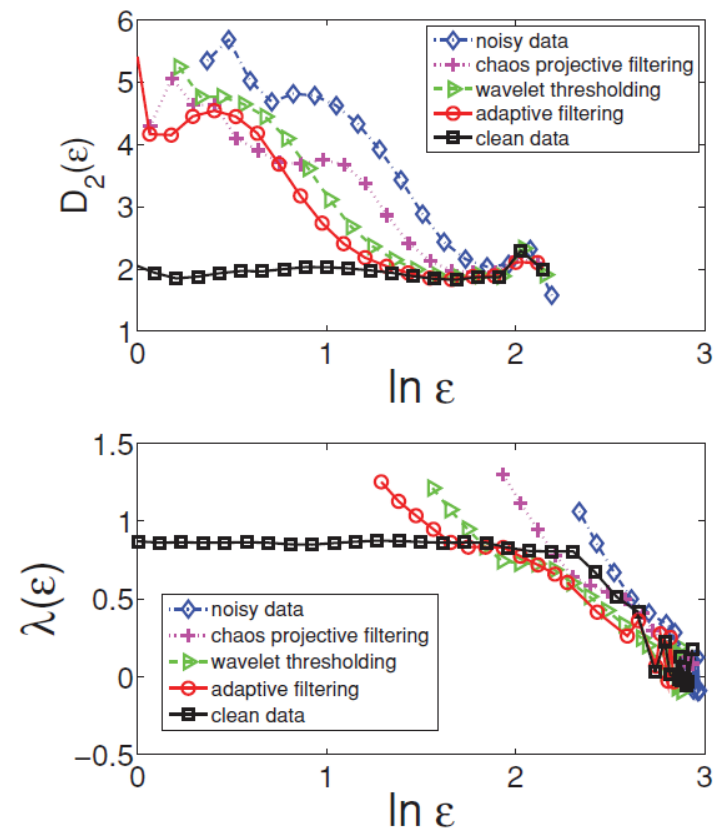 6
5
4
3
2
1
D₂(ε)
noisy data
chaos projective filtering
wavelet thresholding
adaptive filtering
clean data
0
1
2
3
ln ε
1.5
1
0.5
0
-0.5
λ(ε)
noisy data
chaos projective filtering
wavelet thresholding
adaptive filtering
clean data
0
1
2
3
ln ε